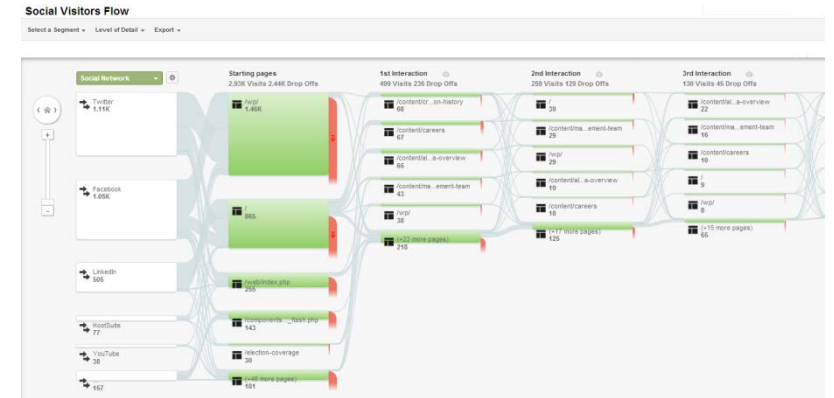 Social Visitors Flow
Select a Segment Level of Detail Export
Social Network
Starting pages
2.93K Visits 2.44K Drop Offs
1st Interaction
499 Visits 236 Drop Offs
2nd Interaction
259 Visits 129 Drop Offs
3rd Interaction
130 Visits 45 Drop Offs
Twitter
1.11K
Facebook
1.05K
LinkedIn
505
HootSuite
77
YouTube
38
157
/wp/
1.46K
/
865
/web/index.php
255
/components..._flash.php
143
/election-coverage
38
(+48 more pages)
181
/content/cr...on-history
68
/content/careers
67
/content/al...a-overview
65
/content/ma...ement-team
43
/wp/
38
(+23 more pages)
218
/
39
/content/ma...ement-team
29
/wp/
29
/content/al...a-overview
19
/content/careers
18
(+17 more pages)
125
/content/al...a-overview
22
/content/ma...ement-team
16
/content/careers
10
/
9
/wp/
8
(+15 more pages)
65